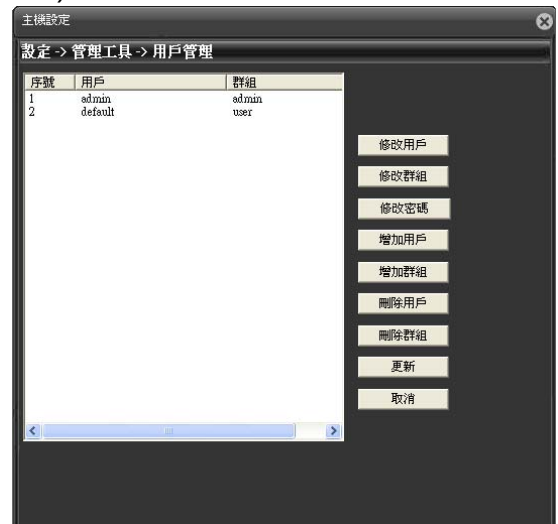 主機設定
設定 -> 管理工具 -> 用戶管理
序號 用戶 群組
1 admin admin
2 default user
修改用戶
修改群組
修改密碼
增加用戶
增加群組
刪除用戶
刪除群組
更新
取消